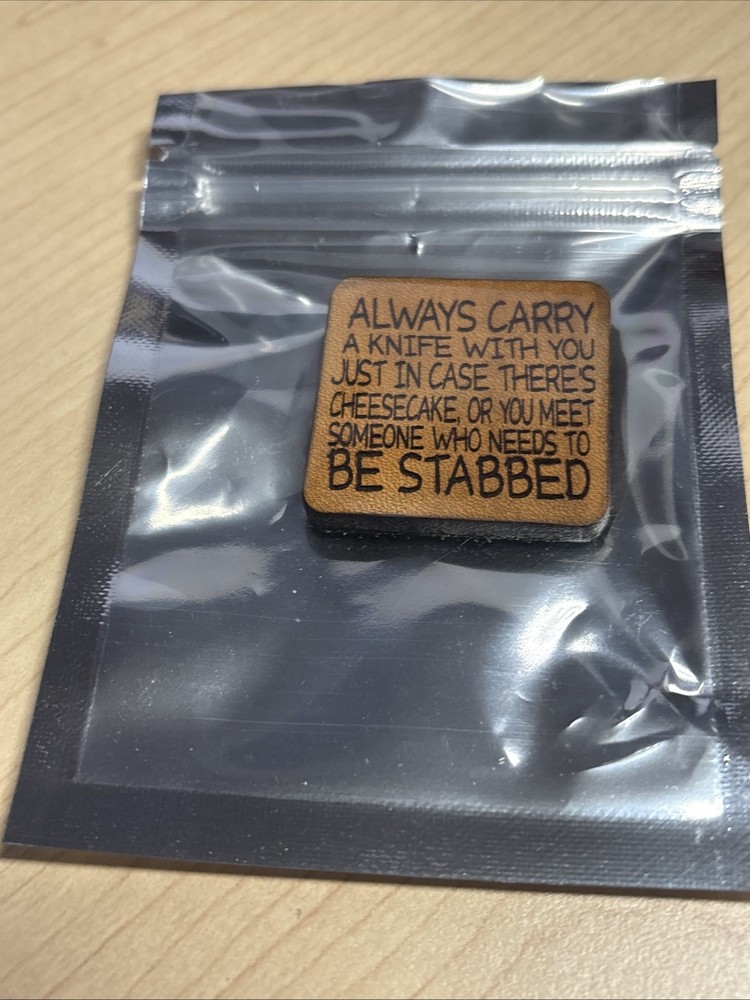 ALWAYS CARRY
A KNIFE WITH YOU
JUST IN CASE THERE'S
CHEESECAKE, OR YOU MEET
SOMEONE WHO NEEDS TO
BE STABBED